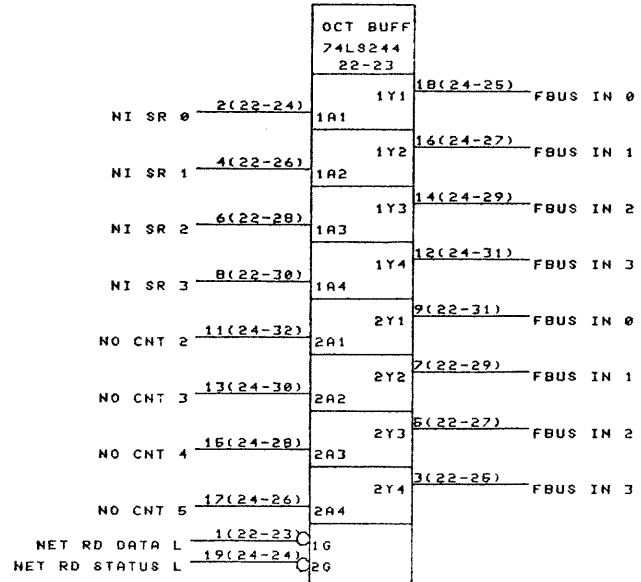 OCT BUFF
74LS244
22-23
1Y1 18(24-25) FBUS IN 0
NI SR 0 2(22-24) 1A1
1Y2 16(24-27) FBUS IN 1
NI SR 1 4(22-26) 1A2
1Y3 14(24-29) FBUS IN 2
NI SR 2 6(22-28) 1A3
1Y4 12(24-31) FBUS IN 3
NI SR 3 8(22-30) 1A4
2Y1 9(22-31) FBUS IN 0
NO CNT 2 11(24-32) 2A1
2Y2 7(22-29) FBUS IN 1
NO CNT 3 13(24-30) 2A2
2Y3 5(22-27) FBUS IN 2
NO CNT 4 15(24-28) 2A3
2Y4 3(22-25) FBUS IN 3
NO CNT 5 17(24-26) 2A4
NET RD DATA L 1(22-23) 1G
NET RD STATUS L 19(24-24) 2G